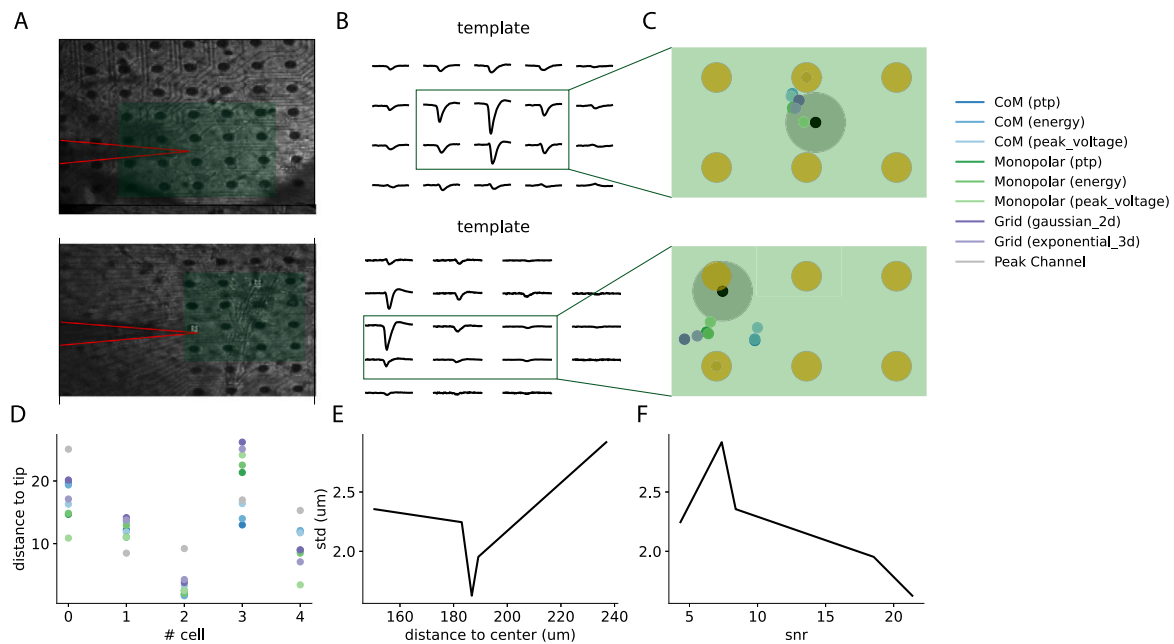 A
B
C
template
template
CoM (ptp)
CoM (energy)
CoM (peak_voltage)
Monopolar (ptp)
Monopolar (energy)
Monopolar (peak_voltage)
Grid (gaussian_2d)
Grid (exponential_3d)
Peak Channel
D
E
F
distance to tip
20
10
0
1
2
3
4
# cell
std (um)
2.5
2.0
160
180
200
220
240
distance to center (um)
2.5
2.0
5
10
15
20
snr